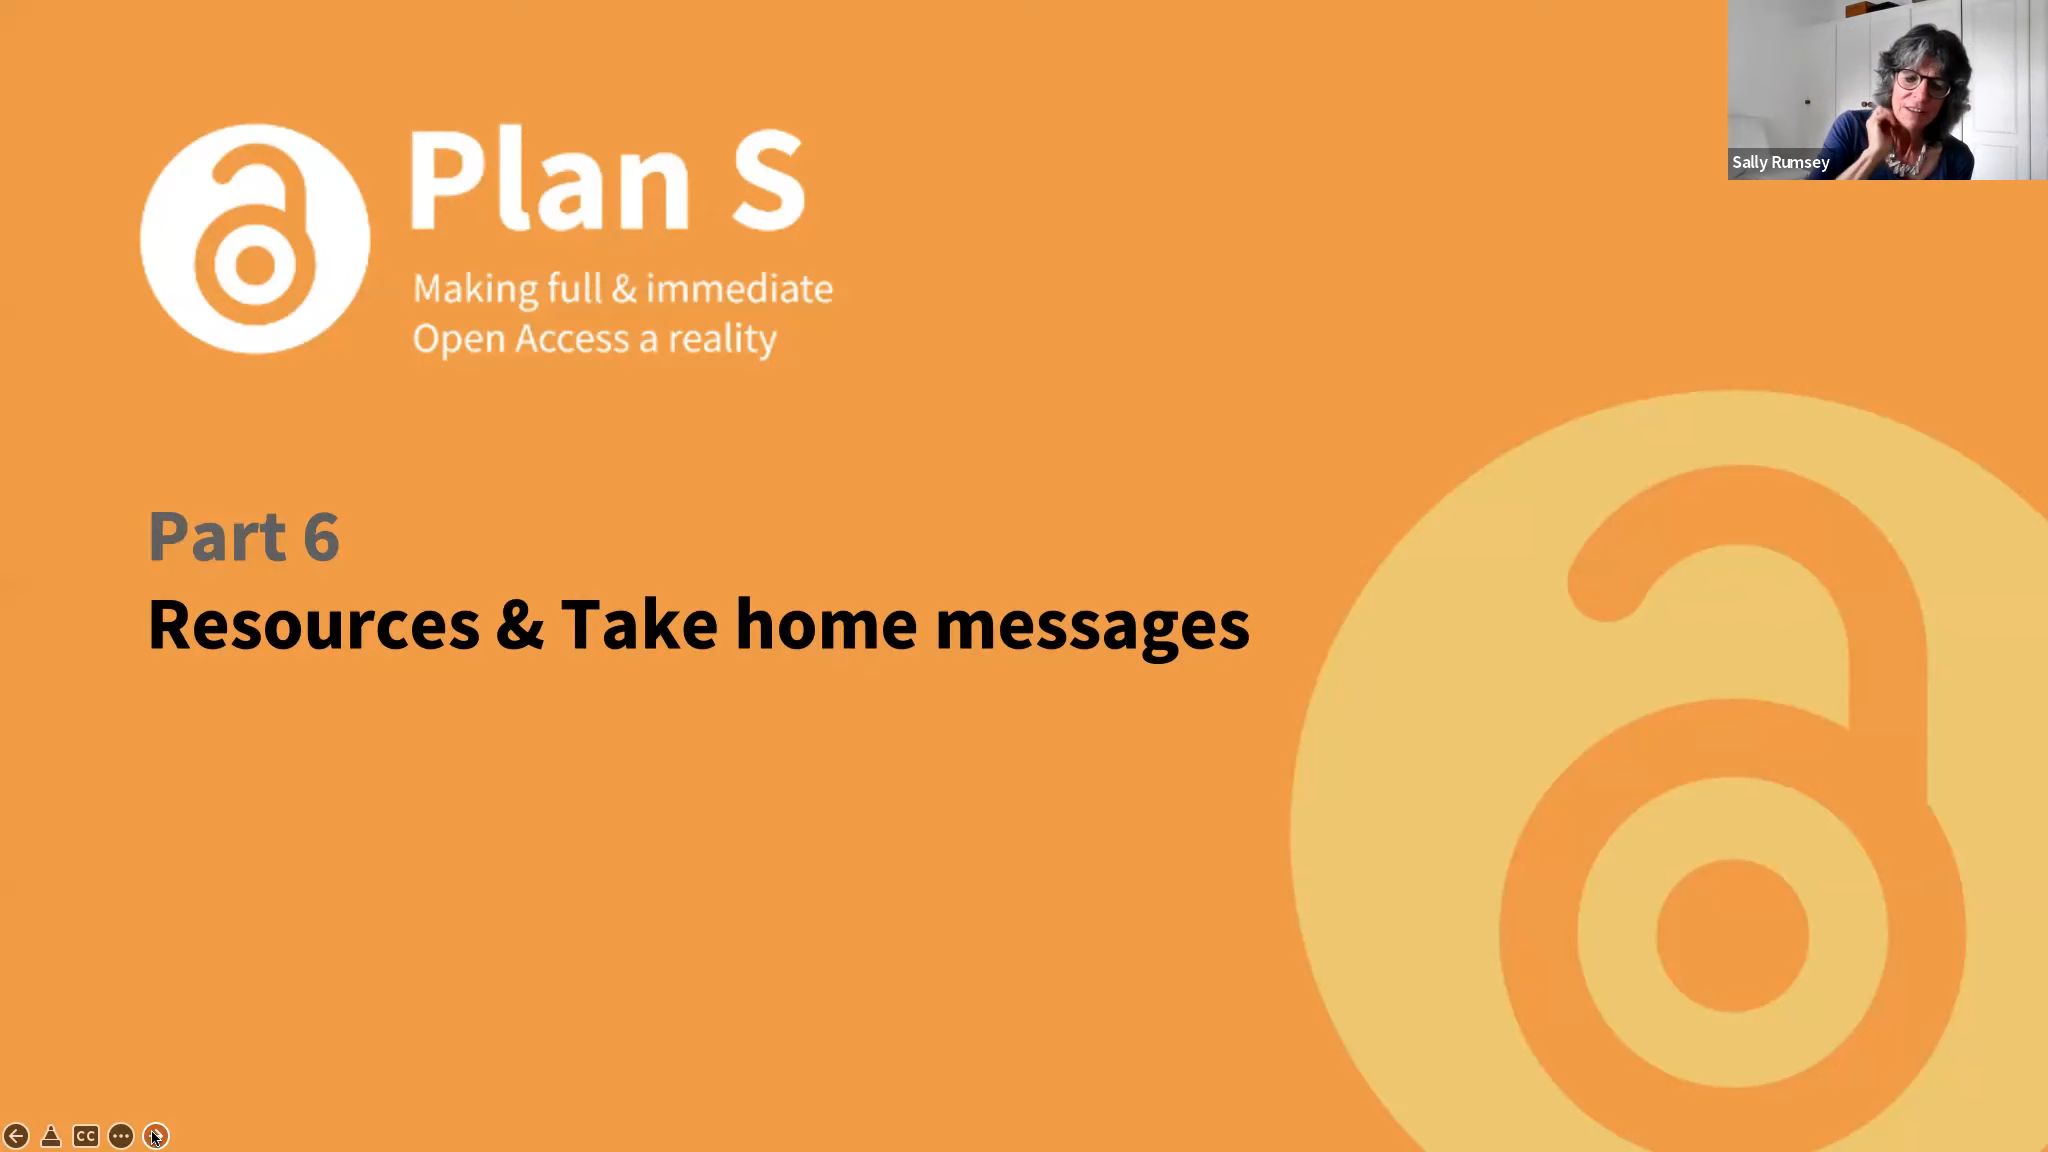 Plan S
Making full & immediate
Open Access a reality
Sally Rumsey
Part 6
Resources & Take home messages
CC